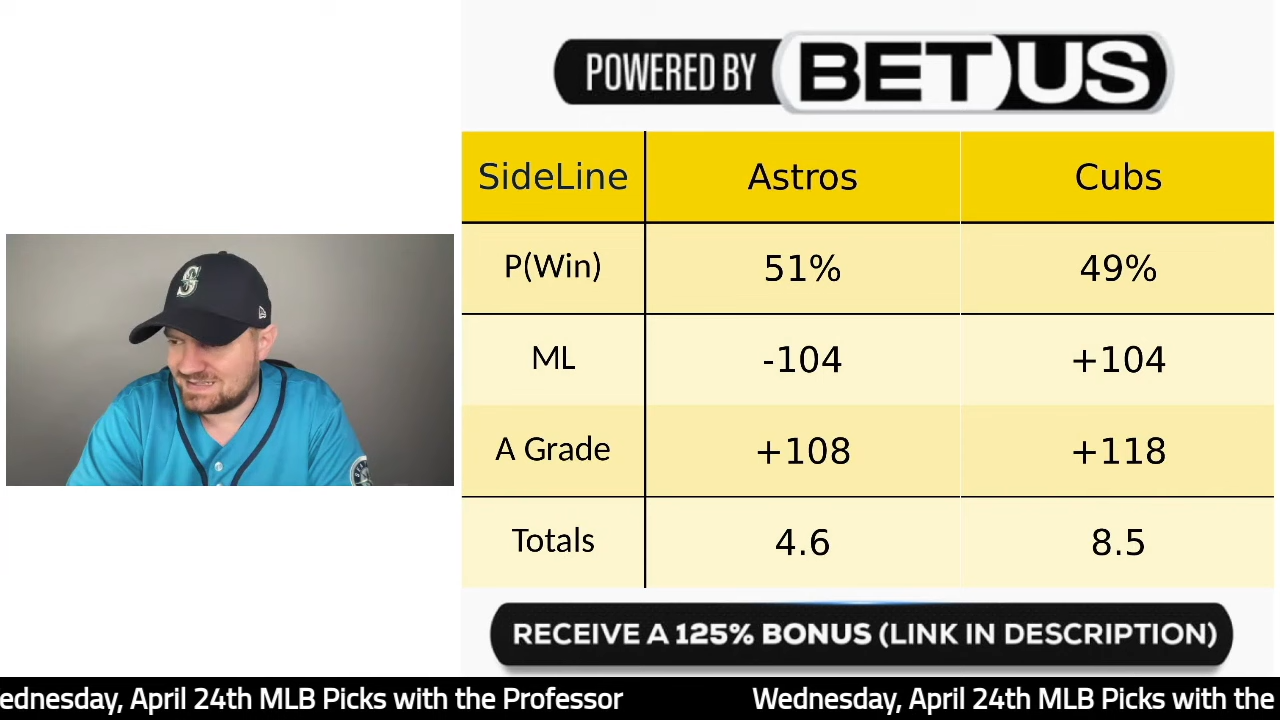 POWERED BY BETUS
SideLine Astros Cubs
P(Win) 51% 49%
ML -104 +104
A Grade +108 +118
Totals 4.6 8.5
RECEIVE A 125% BONUS (LINK IN DESCRIPTION)
ednesday, April 24th MLB Picks with the Professor Wednesday, April 24th MLB Picks with the
S